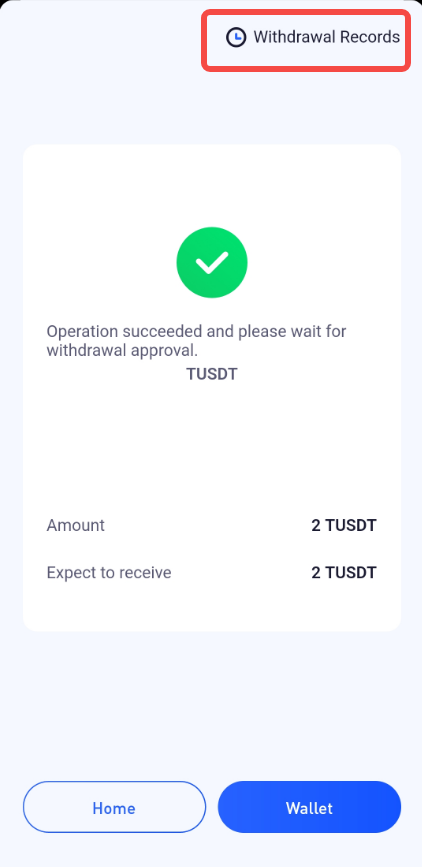 Withdrawal Records
Operation succeeded and please wait for
withdrawal approval.
TUSDT
Amount 2 TUSDT
Expect to receive 2 TUSDT
Home Wallet